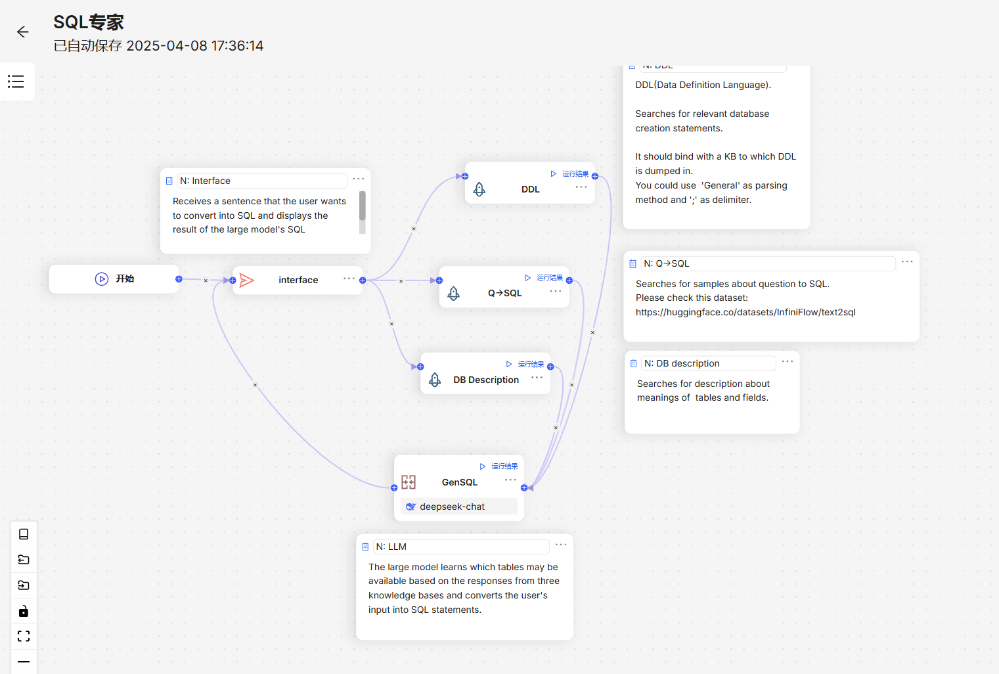 SQL专家
已自动保存 2025-04-08 17:36:14
N: DDL
DDL(Data Definition Language).
Searches for relevant database
creation statements.
It should bind with a KB to which DDL
is dumped in.
You could use  'General' as parsing
method and ';' as delimiter.
N: Interface
Receives a sentence that the user wants
to convert into SQL and displays the
result of the large model's SQL
运行结果
DDL
开始
interface
运行结果
Q→SQL
N: Q→SQL
Searches for samples about question to SQL.
Please check this dataset:
https://huggingface.co/datasets/InfiniFlow/text2sql
运行结果
DB Description
N: DB description
Searches for description about
meanings of  tables and fields.
运行结果
GenSQL
deepseek-chat
N: LLM
The large model learns which tables may be
available based on the responses from three
knowledge bases and converts the user's
input into SQL statements.